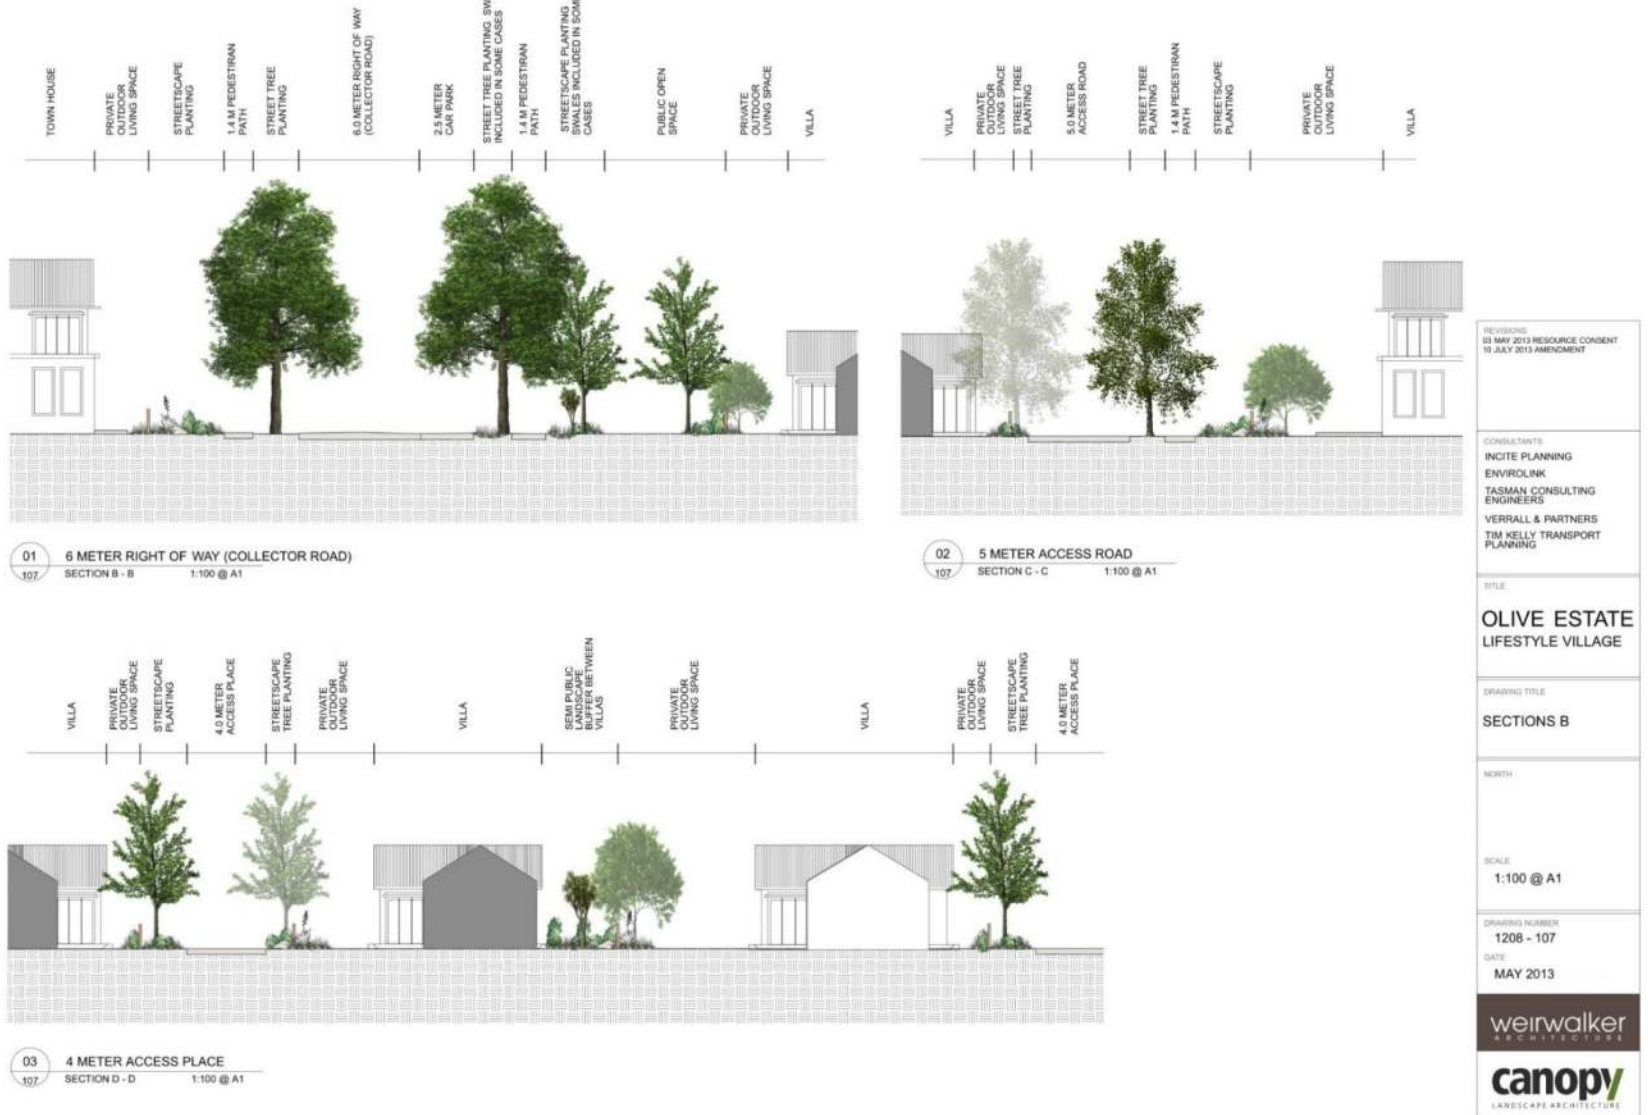 TOWN HOUSE
PRIVATE
OUTDOOR
LIVING SPACE
STREETSCAPE
PLANTING
1.4 M PEDESTIRAN
PATH
STREET TREE
PLANTING
6.0 METER RIGHT OF WAY
(COLLECTOR ROAD)
2.5 METER
CAR PARK
STREET TREE PLANTING
INCLUDED IN SOME CASES
1.4 M PEDESTIRAN
PATH
STREETSCAPE PLANTING
SWALES INCLUDED IN SOME
CASES
PUBLIC OPEN
SPACE
PRIVATE
OUTDOOR
LIVING SPACE
VILLA
01
107
6 METER RIGHT OF WAY (COLLECTOR ROAD)
SECTION B - B 1:100 @ A1
VILLA
PRIVATE
OUTDOOR
LIVING SPACE
STREET TREE
PLANTING
5.0 METER
ACCESS ROAD
STREET TREE
PLANTING
1.4 M PEDESTIRAN
PATH
STREETSCAPE
PLANTING
PRIVATE
OUTDOOR
LIVING SPACE
VILLA
02
107
5 METER ACCESS ROAD
SECTION C - C 1:100 @ A1
VILLA
PRIVATE
OUTDOOR
LIVING SPACE
STREETSCAPE
PLANTING
4.0 METER
ACCESS PLACE
STREETSCAPE
TREE PLANTING
PRIVATE
OUTDOOR
LIVING SPACE
VILLA
SEMI PUBLIC
LANDSCAPE
BUFFER BETWEEN
VILLAS
PRIVATE
OUTDOOR
LIVING SPACE
VILLA
PRIVATE
OUTDOOR
LIVING SPACE
STREETSCAPE
TREE PLANTING
4.0 METER
ACCESS PLACE
03
107
4 METER ACCESS PLACE
SECTION D - D 1:100 @ A1
REVISIONS
03 MAY 2013 RESOURCE CONSENT
10 JULY 2013 AMENDMENT
CONSULTANTS
INCITE PLANNING
ENVIROLINK
TASMAN CONSULTING
ENGINEERS
VERRALL & PARTNERS
TIM KELLY TRANSPORT
PLANNING
TITLE
OLIVE ESTATE
LIFESTYLE VILLAGE
DRAWING TITLE
SECTIONS B
NORTH
SCALE
1:100 @ A1
DRAWING NUMBER
1208 - 107
DATE
MAY 2013
weirwalker
ARCHITECTURE
canopy
LANDSCAPE ARCHITECTURE